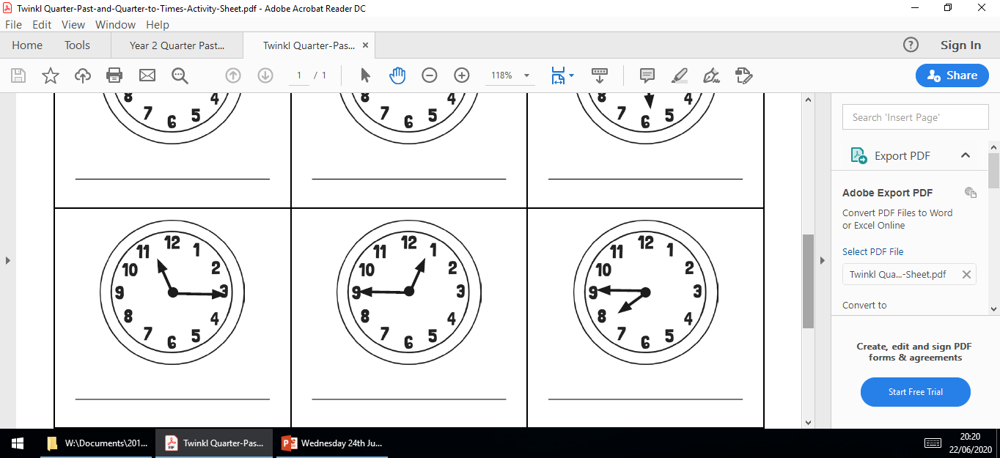 Twinkl Quarter-Past-and-Quarter-to-Times-Activity-Sheet.pdf - Adobe Acrobat Reader DC
File Edit View Window Help
Home Tools Year 2 Quarter Past... Twinkl Quarter-Pas... × ? Sign In
1 / 1 118% Share
8 7 6 5 4
8 7 6 5 4
8 7 6 5 4
12 1 2 3 4 5 6 7 8 9 10 11
12 1 2 3 4 5 6 7 8 9 10 11
12 1 2 3 4 5 6 7 8 9 10 11
Search 'Insert Page'
Export PDF
Adobe Export PDF
Convert PDF Files to Word
or Excel Online
Select PDF File
Twinkl Qua...-Sheet.pdf
Convert to
Create, edit and sign PDF
forms & agreements
Start Free Trial
W:\Documents\201... Twinkl Quarter-Pas... Wednesday 24th Ju...
20:20
22/06/2020